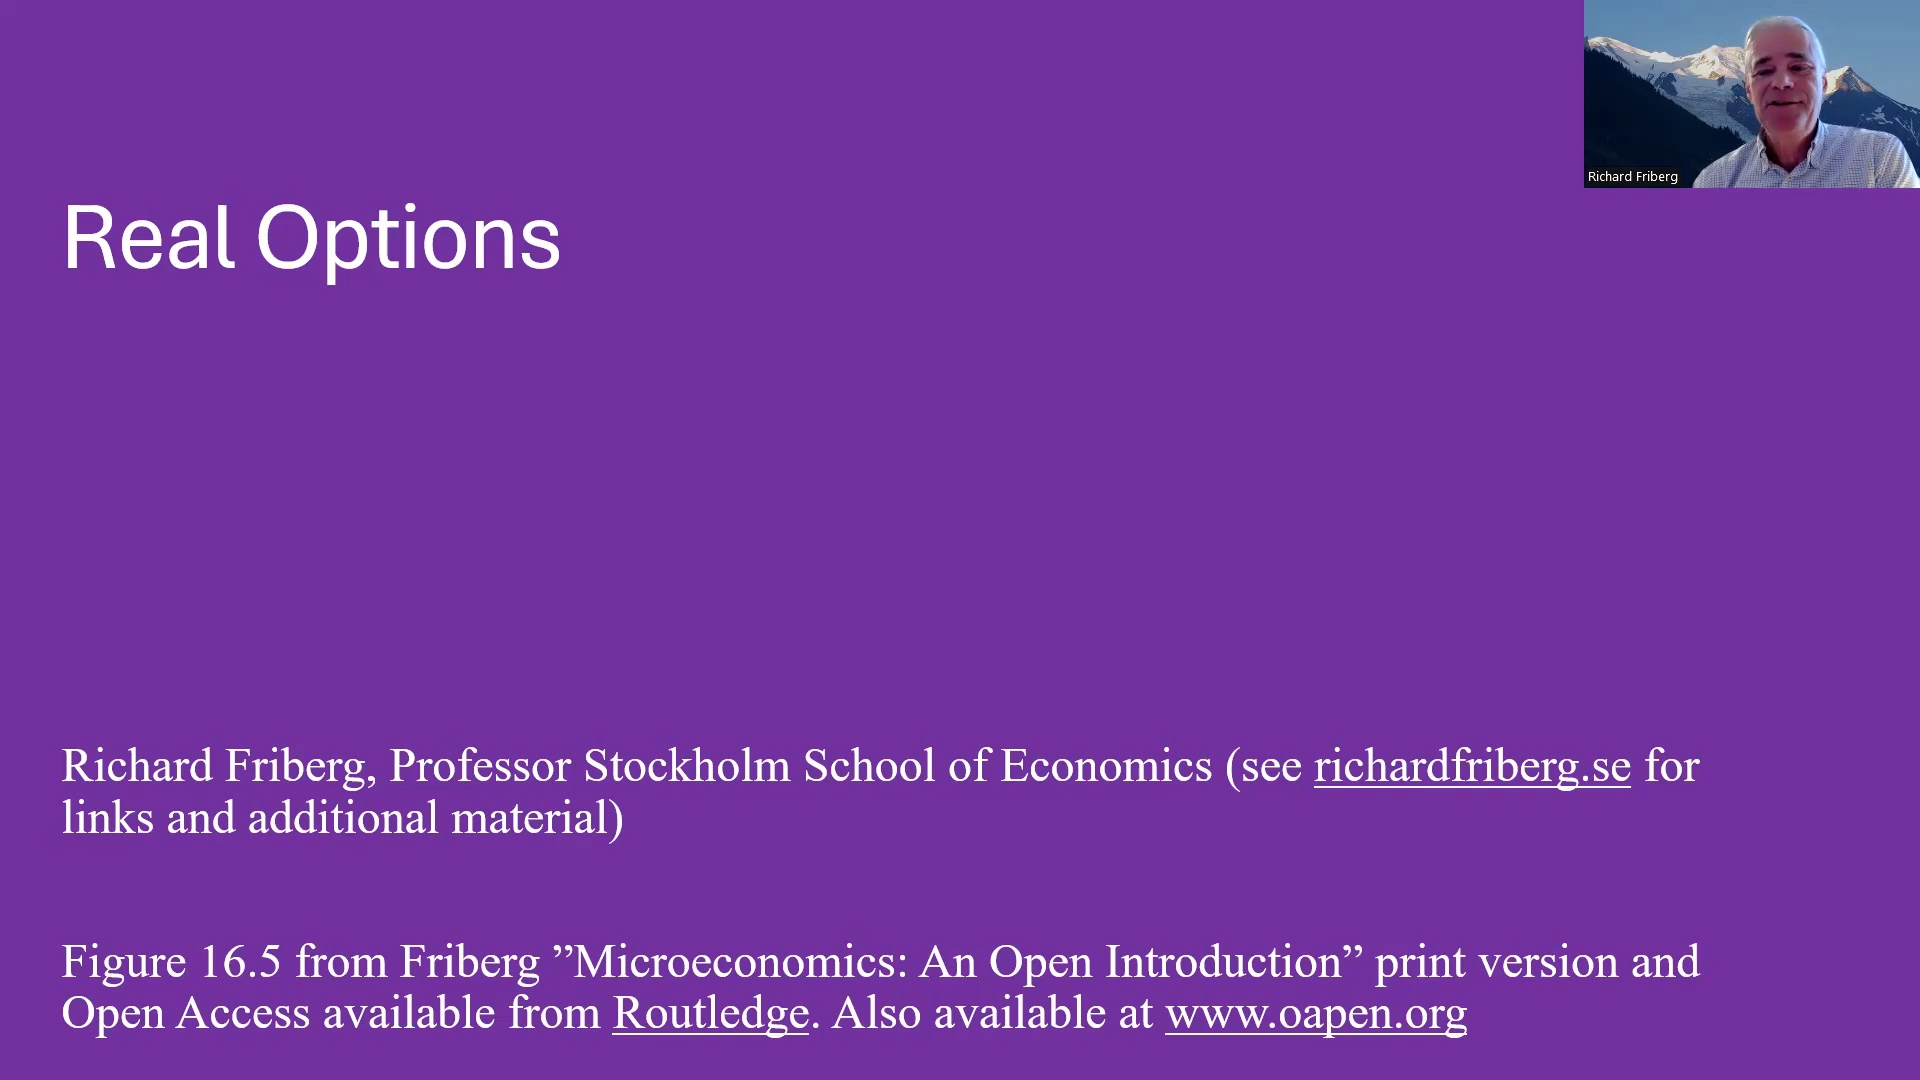 Richard Friberg
Real Options
Richard Friberg, Professor Stockholm School of Economics (see richardfriberg.se for
links and additional material)
Figure 16.5 from Friberg ”Microeconomics: An Open Introduction” print version and
Open Access available from Routledge. Also available at www.oapen.org